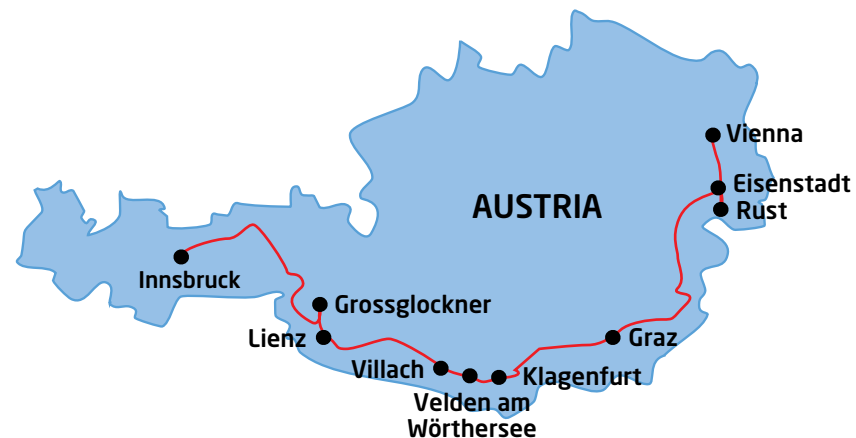 Vienna
Eisenstadt
AUSTRIA
Rust
Innsbruck
Grossglockner
Lienz
Graz
Villach
Klagenfurt
Velden am
Wörthersee